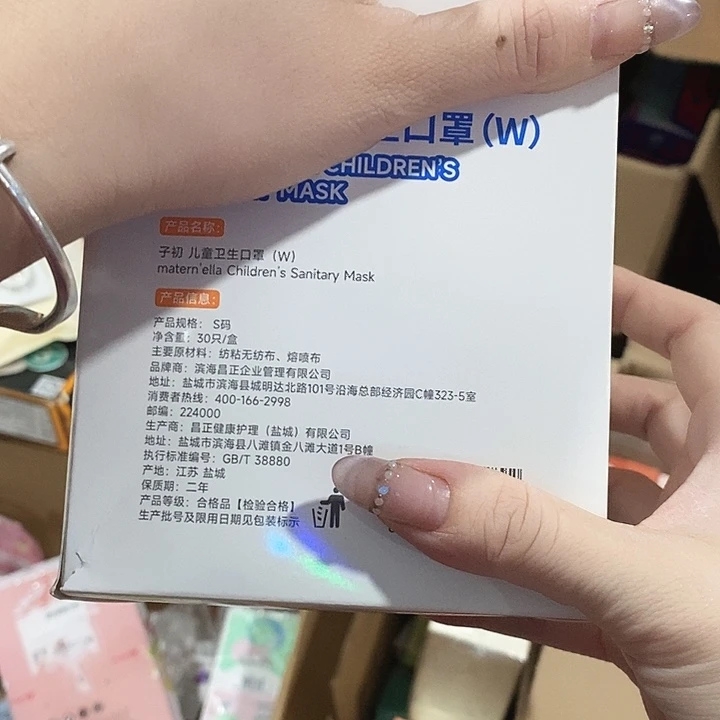 口罩(W)
CHILDREN'S
MASK
产品名称:
子初 儿童卫生口罩 (W)
matern'ella Children's Sanitary Mask
产品信息:
产品规格: S码
净含量: 30只/盒
主要原材料: 纺粘无纺布、熔喷布
品牌商: 滨海昌正企业管理有限公司
地址: 盐城市滨海县城明达北路101号沿海总部经济园C幢323-5室
消费者热线: 400-166-2998
邮编: 224000
生产商: 昌正健康护理 (盐城) 有限公司
地址: 盐城市滨海县八滩镇金八滩大道1号B幢
执行标准编号: GB/T 38880
产地: 江苏 盐城
保质期: 二年
产品等级: 合格品【检验合格】
生产批号及限用日期见包装标示